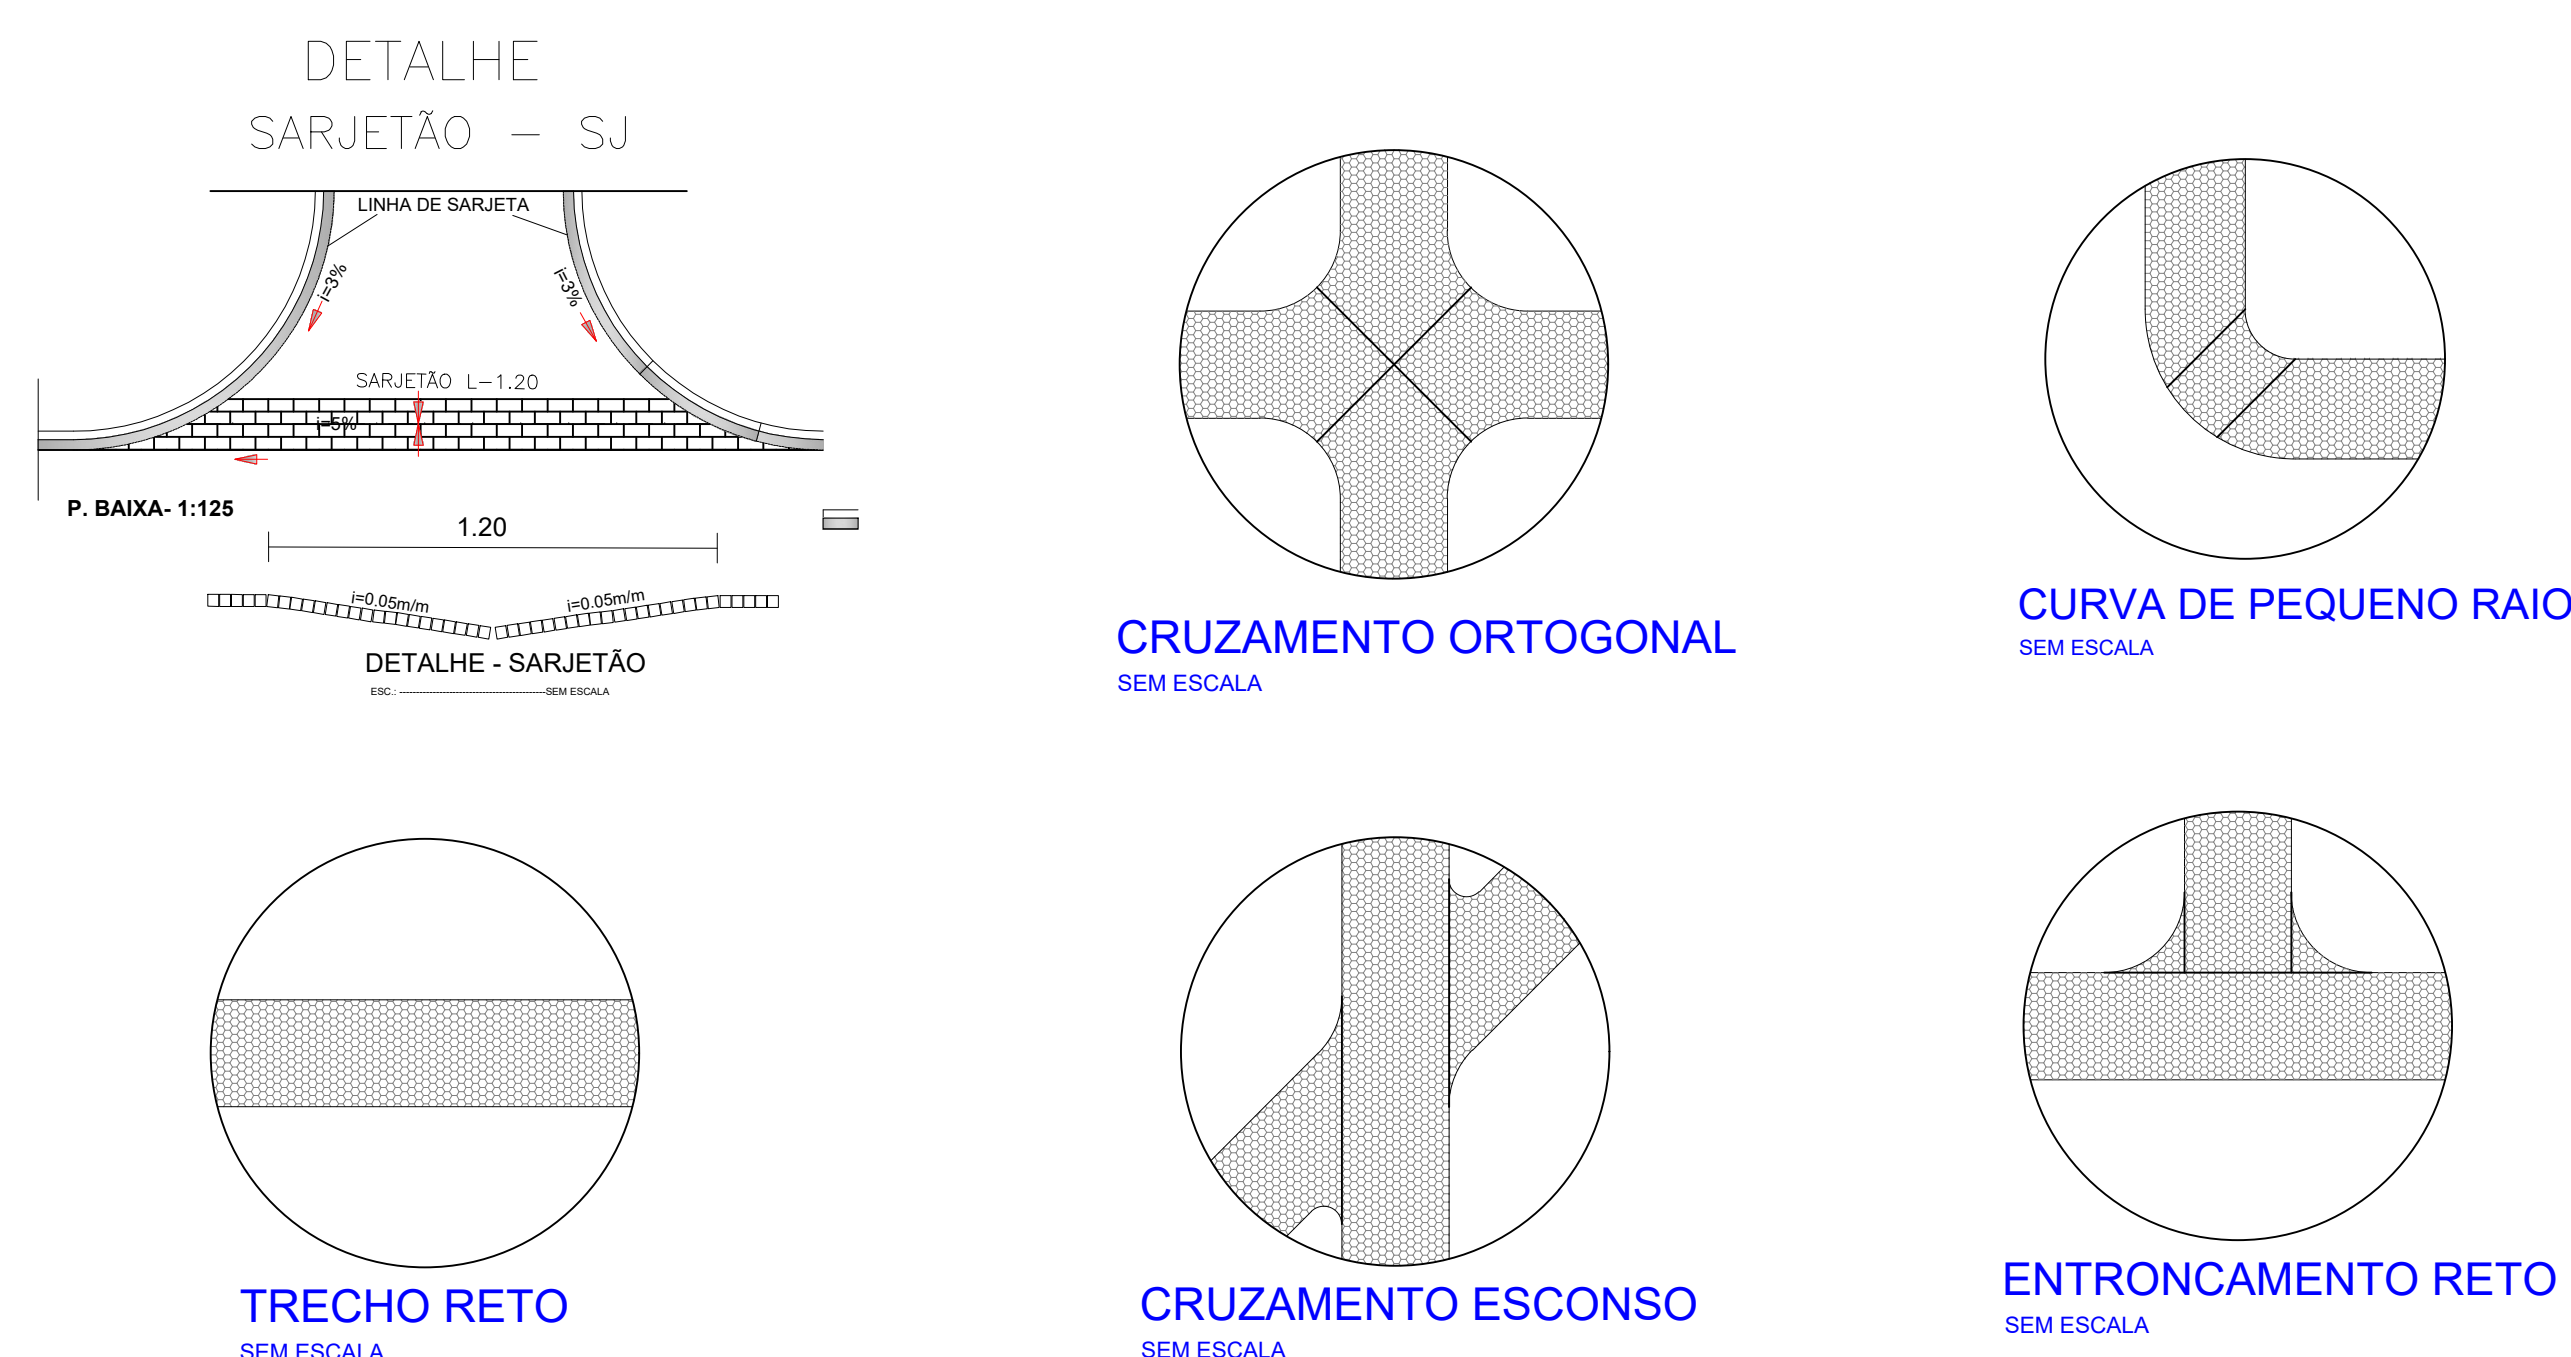 DETALHE
SARJETÃO - SJ
LINHA DE SARJETA
i=3%
i=3%
SARJETÃO L-1.20
i=5%
P. BAIXA- 1:125
1.20
i=0.05m/m
i=0.05m/m
DETALHE - SARJETÃO
ESC.: --------------------------------------------SEM ESCALA
CRUZAMENTO ORTOGONAL
SEM ESCALA
CURVA DE PEQUENO RAIO
SEM ESCALA
TRECHO RETO
SEM ESCALA
CRUZAMENTO ESCONSO
SEM ESCALA
ENTRONCAMENTO RETO
SEM ESCALA